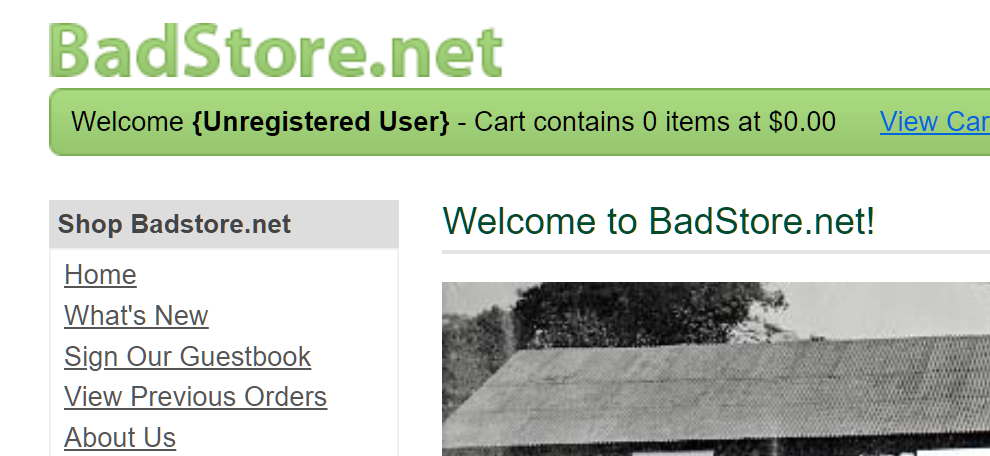 BadStore.net
Welcome {Unregistered User} - Cart contains 0 items at $0.00 View Car
Shop Badstore.net
Welcome to BadStore.net!
Home
What's New
Sign Our Guestbook
View Previous Orders
About Us